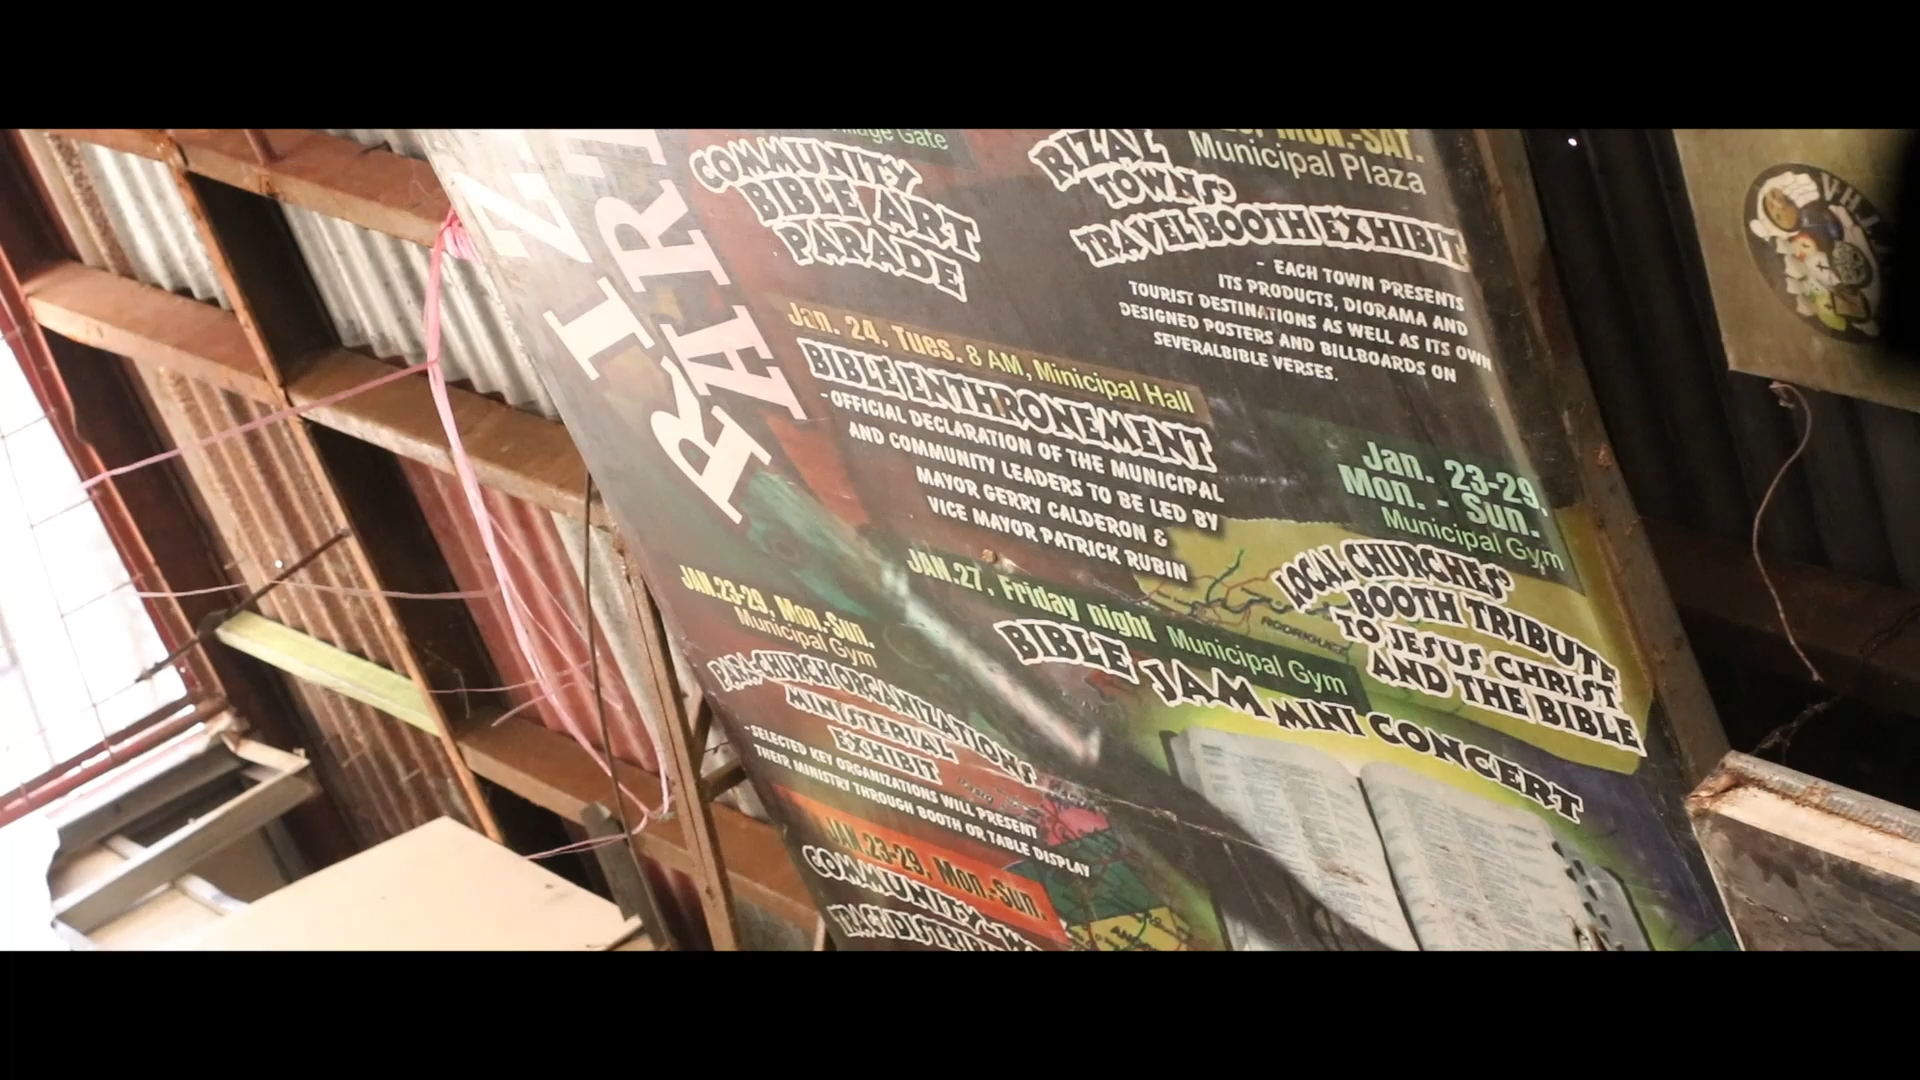 Village Gate
COMMUNITY
BIBLE ART
PARADE
MON.-SAT.
Municipal Plaza
RIZAL
TOWNS'
TRAVEL BOOTH EXHIBIT
- EACH TOWN PRESENTS
ITS PRODUCTS, DIORAMA AND
TOURIST DESTINATIONS AS WELL AS ITS OWN
DESIGNED POSTERS AND BILLBOARDS ON
SEVERALBIBLE VERSES.
Jan. 24, Tues. 8 AM, Minicipal Hall
BIBLE ENTHRONEMENT
-OFFICIAL DECLARATION OF THE MUNICIPAL
AND COMMUNITY LEADERS TO BE LED BY
MAYOR GERRY CALDERON &
VICE MAYOR PATRICK RUBIN
Jan. 23-29,
Mon. - Sun.
Municipal Gym
LOCAL CHURCHES'
BOOTH TRIBUTE
TO JESUS CHRIST
AND THE BIBLE
JAN.27, Friday night Municipal Gym
BIBLE JAM MINI CONCERT
JAN.23-29, Mon.-Sun.
Municipal Gym
PARA-CHURCH ORGANIZATIONS
MINISTERIAL
EXHIBIT
-SELECTED KEY ORGANIZATIONS WILL PRESENT
THEIR MINISTRY THROUGH BOOTH OR TABLE DISPLAY
JAN.23-29, Mon.-Sun.
COMMUNITY-